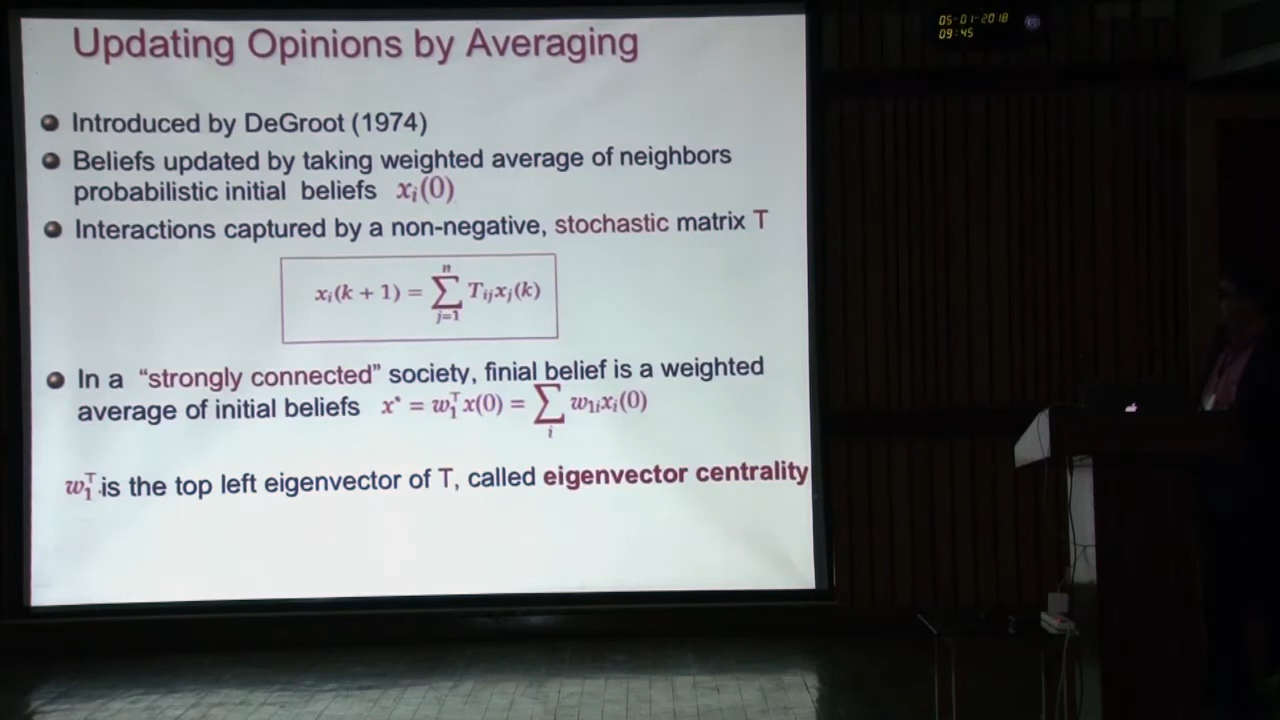 Updating Opinions by Averaging
05-01-2018
09:45
Introduced by DeGroot (1974)
Beliefs updated by taking weighted average of neighbors
probabilistic initial beliefs xᵢ(0)
Interactions captured by a non-negative, stochastic matrix T
xᵢ(k + 1) = ∑ⁿⱼ₌₁ Tᵢⱼxⱼ(k)
In a “strongly connected” society, finial belief is a weighted
average of initial beliefs x* = w₁ᵀx(0) = ∑ᵢ w₁ᵢxᵢ(0)
w₁ᵀ is the top left eigenvector of T, called eigenvector centrality